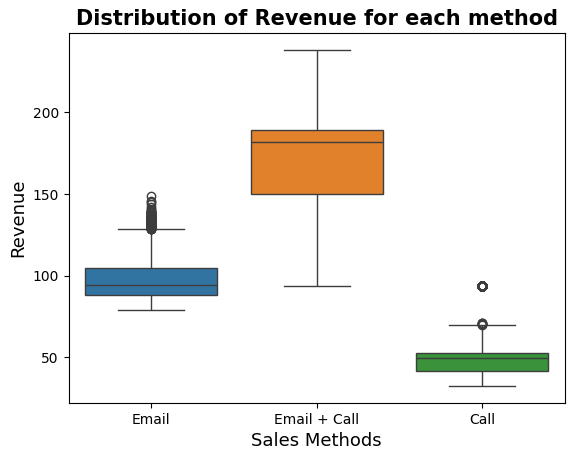 Distribution of Revenue for each method
200
150
100
50
Revenue
Email
Email + Call
Call
Sales Methods